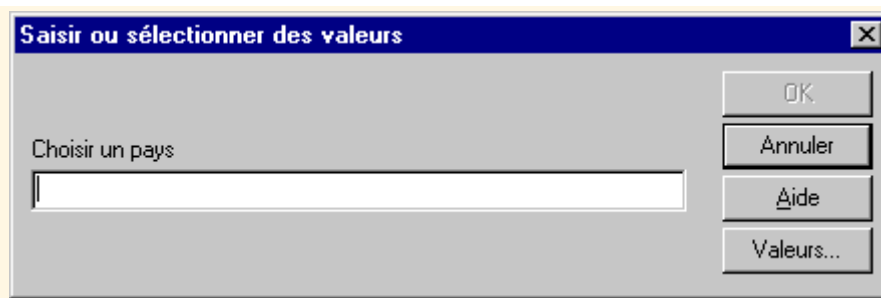 Saisir ou sélectionner des valeurs
OK
Choisir un pays
Annuler
Aide
Valeurs...